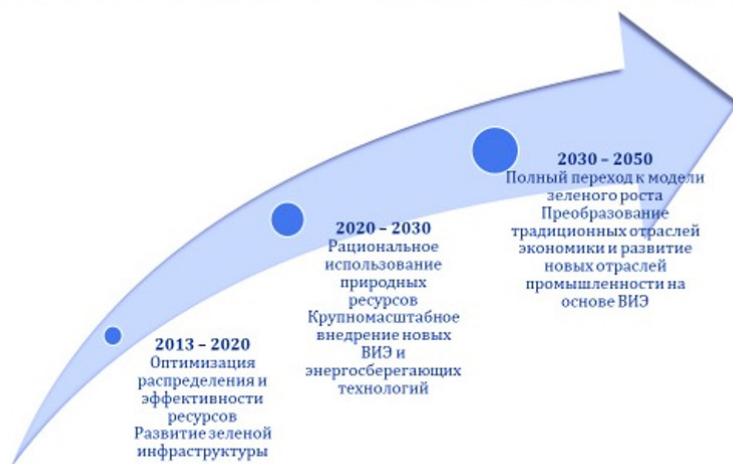 2013 – 2020
Оптимизация
распределения и
эффективности
ресурсов
Развитие зеленой
инфраструктуры
2020 – 2030
Рациональное
использование
природных
ресурсов
Крупномасштабное
внедрение новых
ВИЭ и
энергосберегающих
технологий
2030 – 2050
Полный переход к модели
зеленого роста
Преобразование
традиционных отраслей
экономики и развитие
новых отраслей
промышленности на
основе ВИЭ